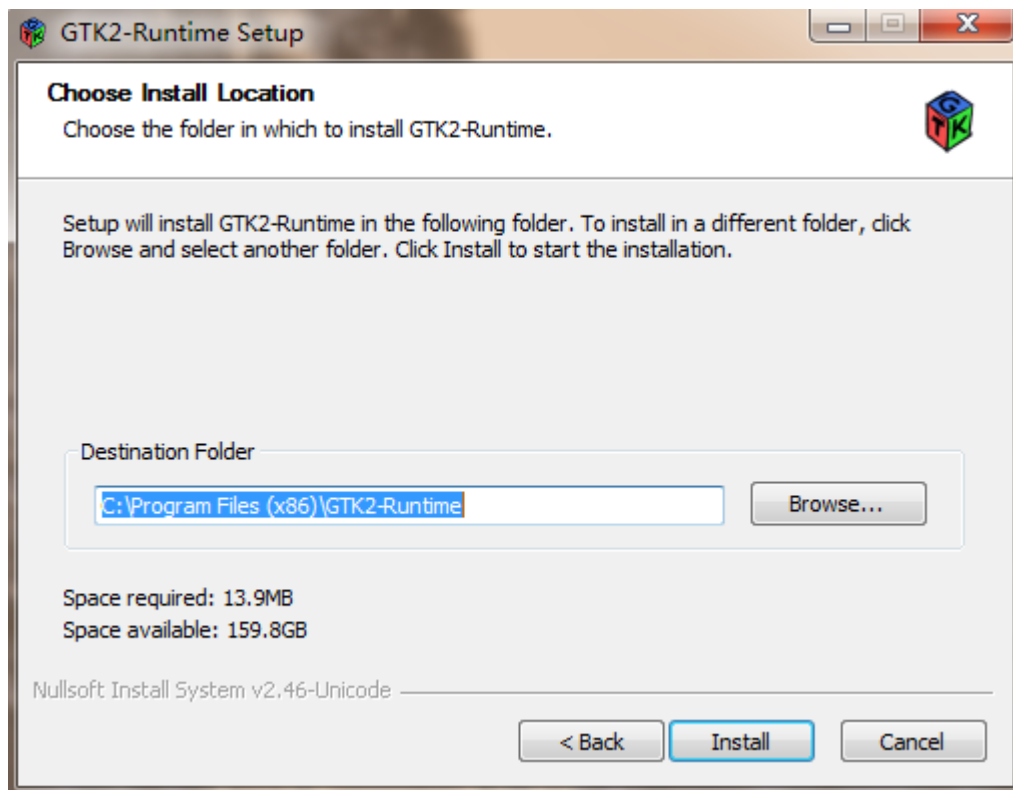 GTK2-Runtime Setup
Choose Install Location
Choose the folder in which to install GTK2-Runtime.
G
T K
Setup will install GTK2-Runtime in the following folder. To install in a different folder, click
Browse and select another folder. Click Install to start the installation.
Destination Folder
C:\Program Files (x86)\GTK2-Runtime
Browse...
Space required: 13.9MB
Space available: 159.8GB
Nullsoft Install System v2.46-Unicode
< Back
Install
Cancel